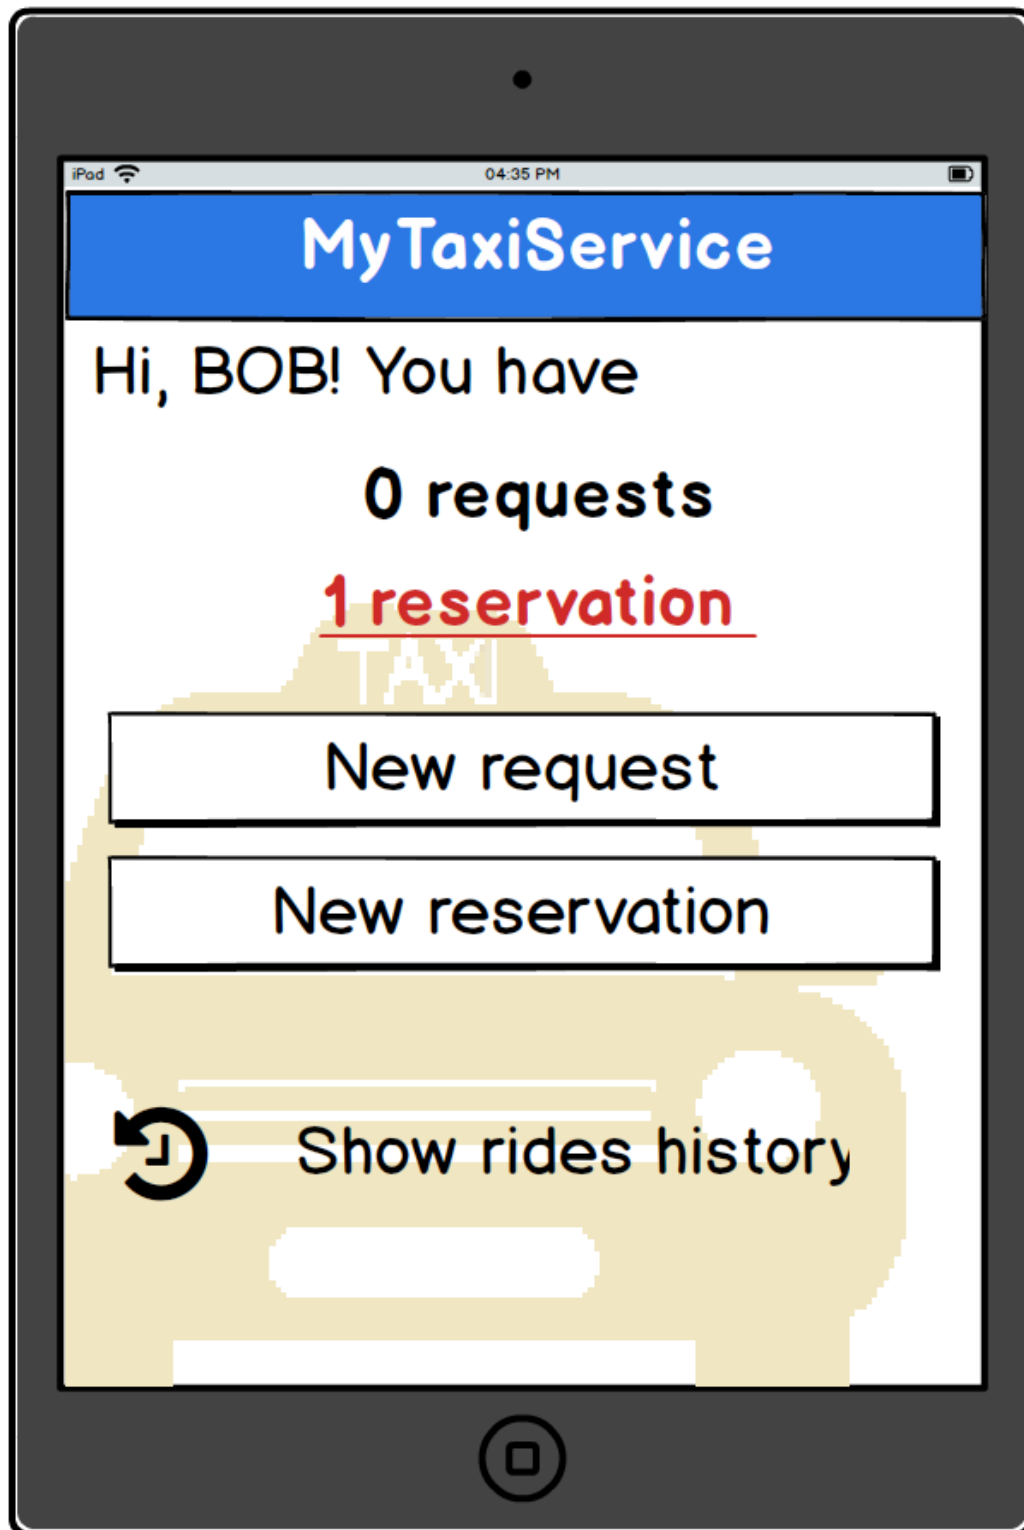 iPad 04:35 PM
MyTaxiService
Hi, BOB! You have
0 requests
1 reservation
TAXI
New request
New reservation
Show rides history